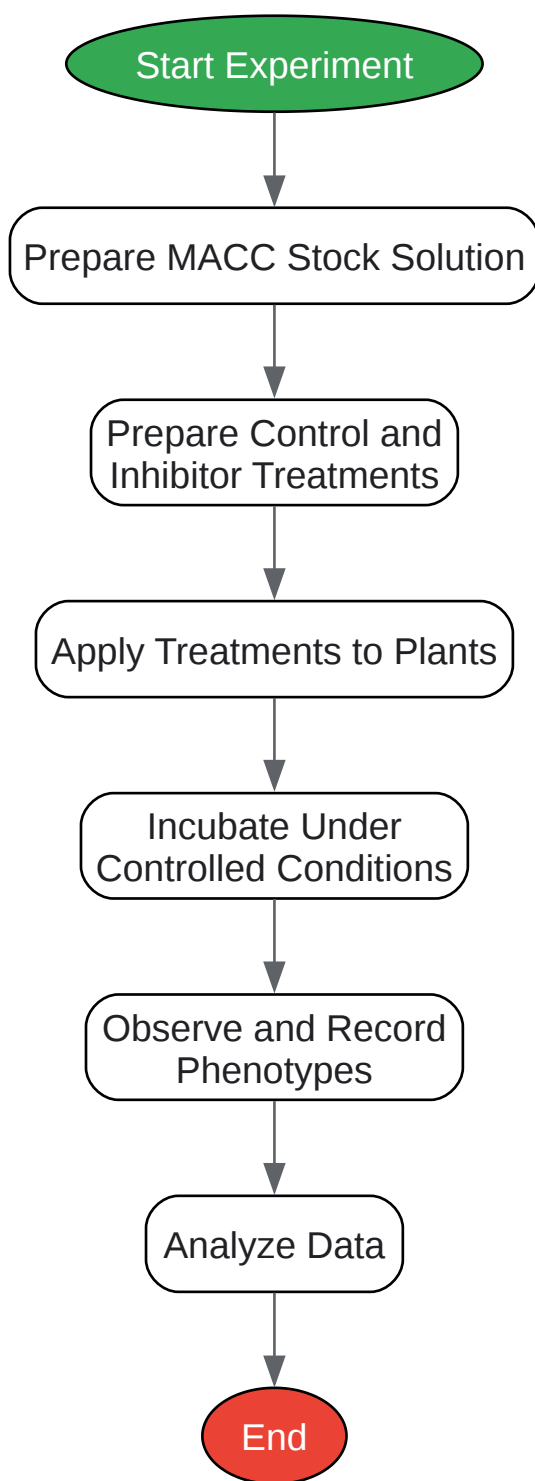 Start Experiment
Prepare MACC Stock Solution
Prepare Control and
Inhibitor Treatments
Apply Treatments to Plants
Incubate Under
Controlled Conditions
Observe and Record
Phenotypes
Analyze Data
End